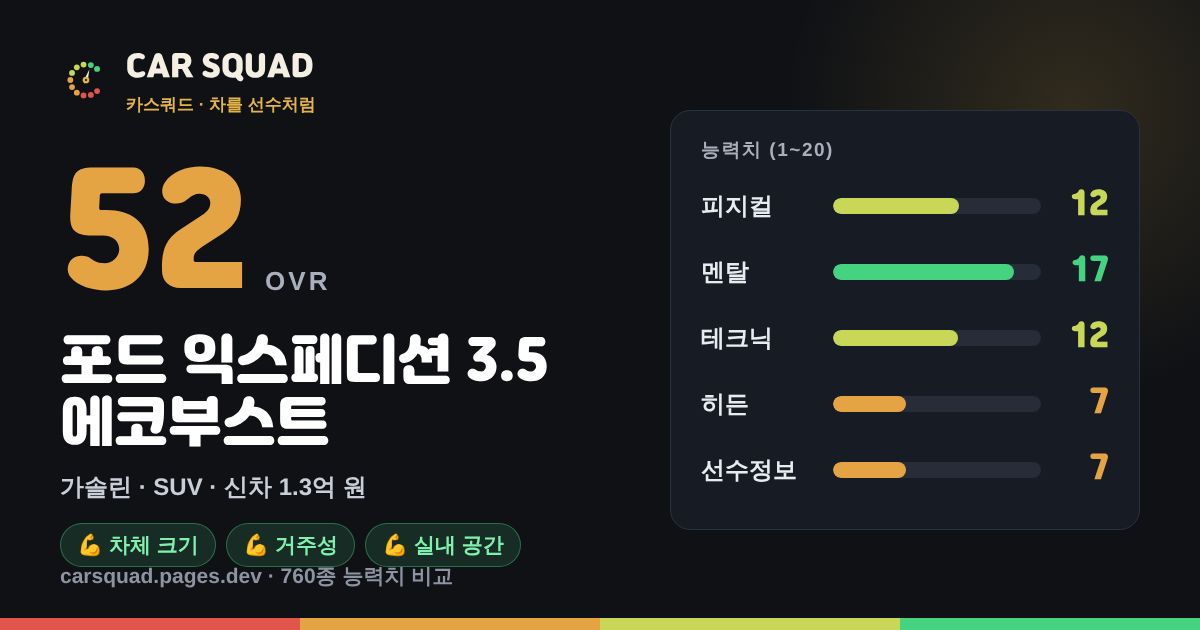 CAR SQUAD
카스쿼드 · 차를 선수처럼
52 OVR
포드 익스페디션 3.5
에코부스트
가솔린 · SUV · 신차 1.3억 원
💪 차체 크기 💪 거주성 💪 실내 공간
carsquad.pages.dev · 760종 능력치 비교
능력치 (1~20)
피지컬 12
멘탈 17
테크닉 12
히든 7
선수정보 7